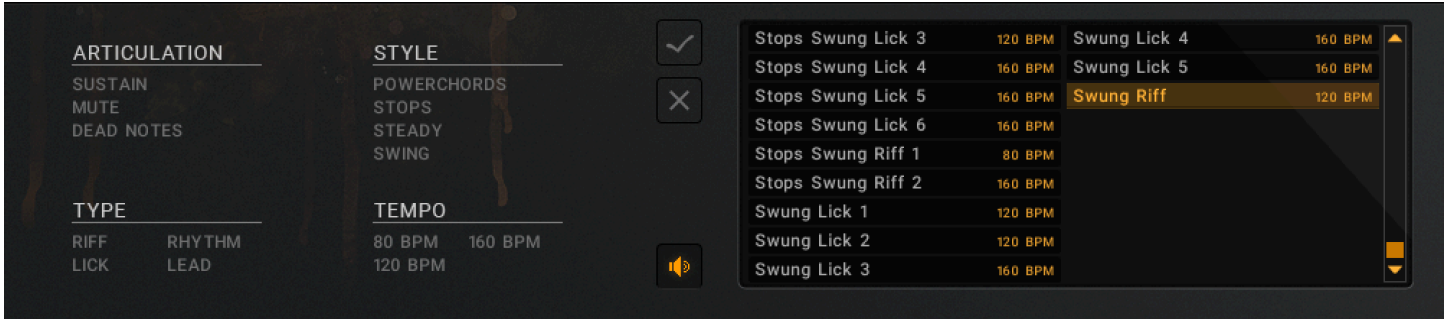 ARTICULATION
SUSTAIN
MUTE
DEAD NOTES
STYLE
POWERCHORDS
STOPS
STEADY
SWING
TYPE
RIFF RHYTHM
LICK LEAD
TEMPO
80 BPM 160 BPM
120 BPM
Stops Swung Lick 3 120 BPM
Stops Swung Lick 4 160 BPM
Stops Swung Lick 5 160 BPM
Stops Swung Lick 6 160 BPM
Stops Swung Riff 1 80 BPM
Stops Swung Riff 2 160 BPM
Swung Lick 1 120 BPM
Swung Lick 2 120 BPM
Swung Lick 3 160 BPM
Swung Lick 4 160 BPM
Swung Lick 5 160 BPM
Swung Riff 120 BPM